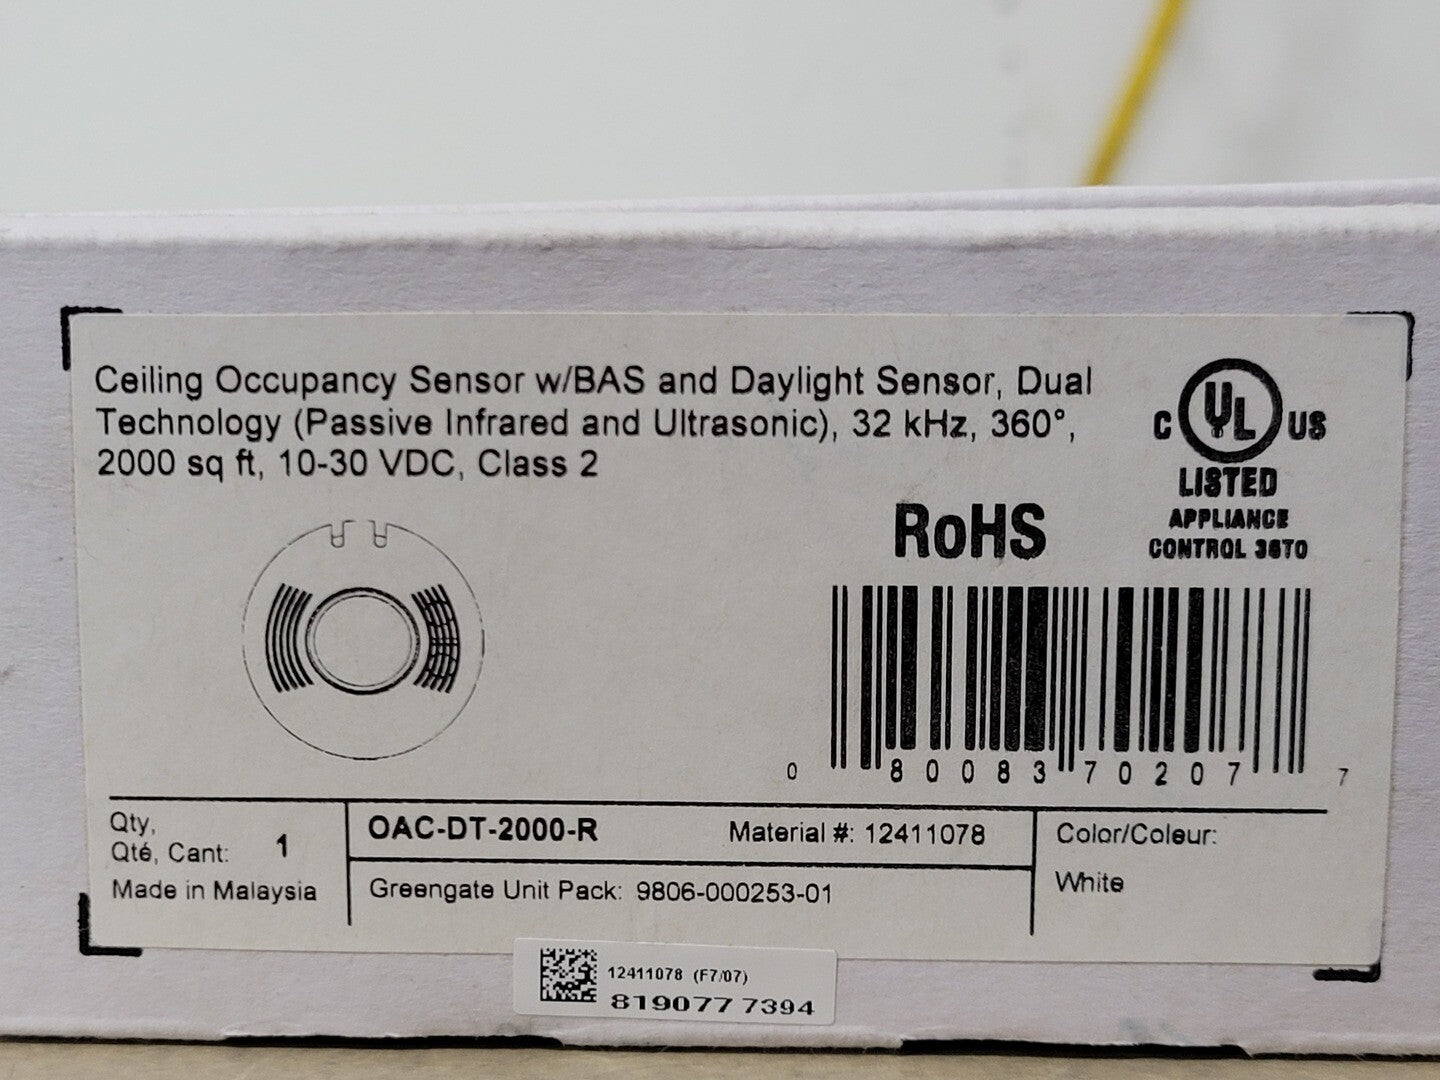 Ceiling Occupancy Sensor w/BAS and Daylight Sensor, Dual
Technology (Passive Infrared and Ultrasonic), 32 kHz, 360°,
2000 sq ft, 10-30 VDC, Class 2
C UL US
LISTED
APPLIANCE
CONTROL 36T0
RoHS
0 80083 70207 7
Qty,
Qté, Cant: 1
Made in Malaysia
OAC-DT-2000-R Material #: 12411078
Greengate Unit Pack: 9806-000253-01
Color/Coleur:
White
12411078 (F7/07)
819077 7394